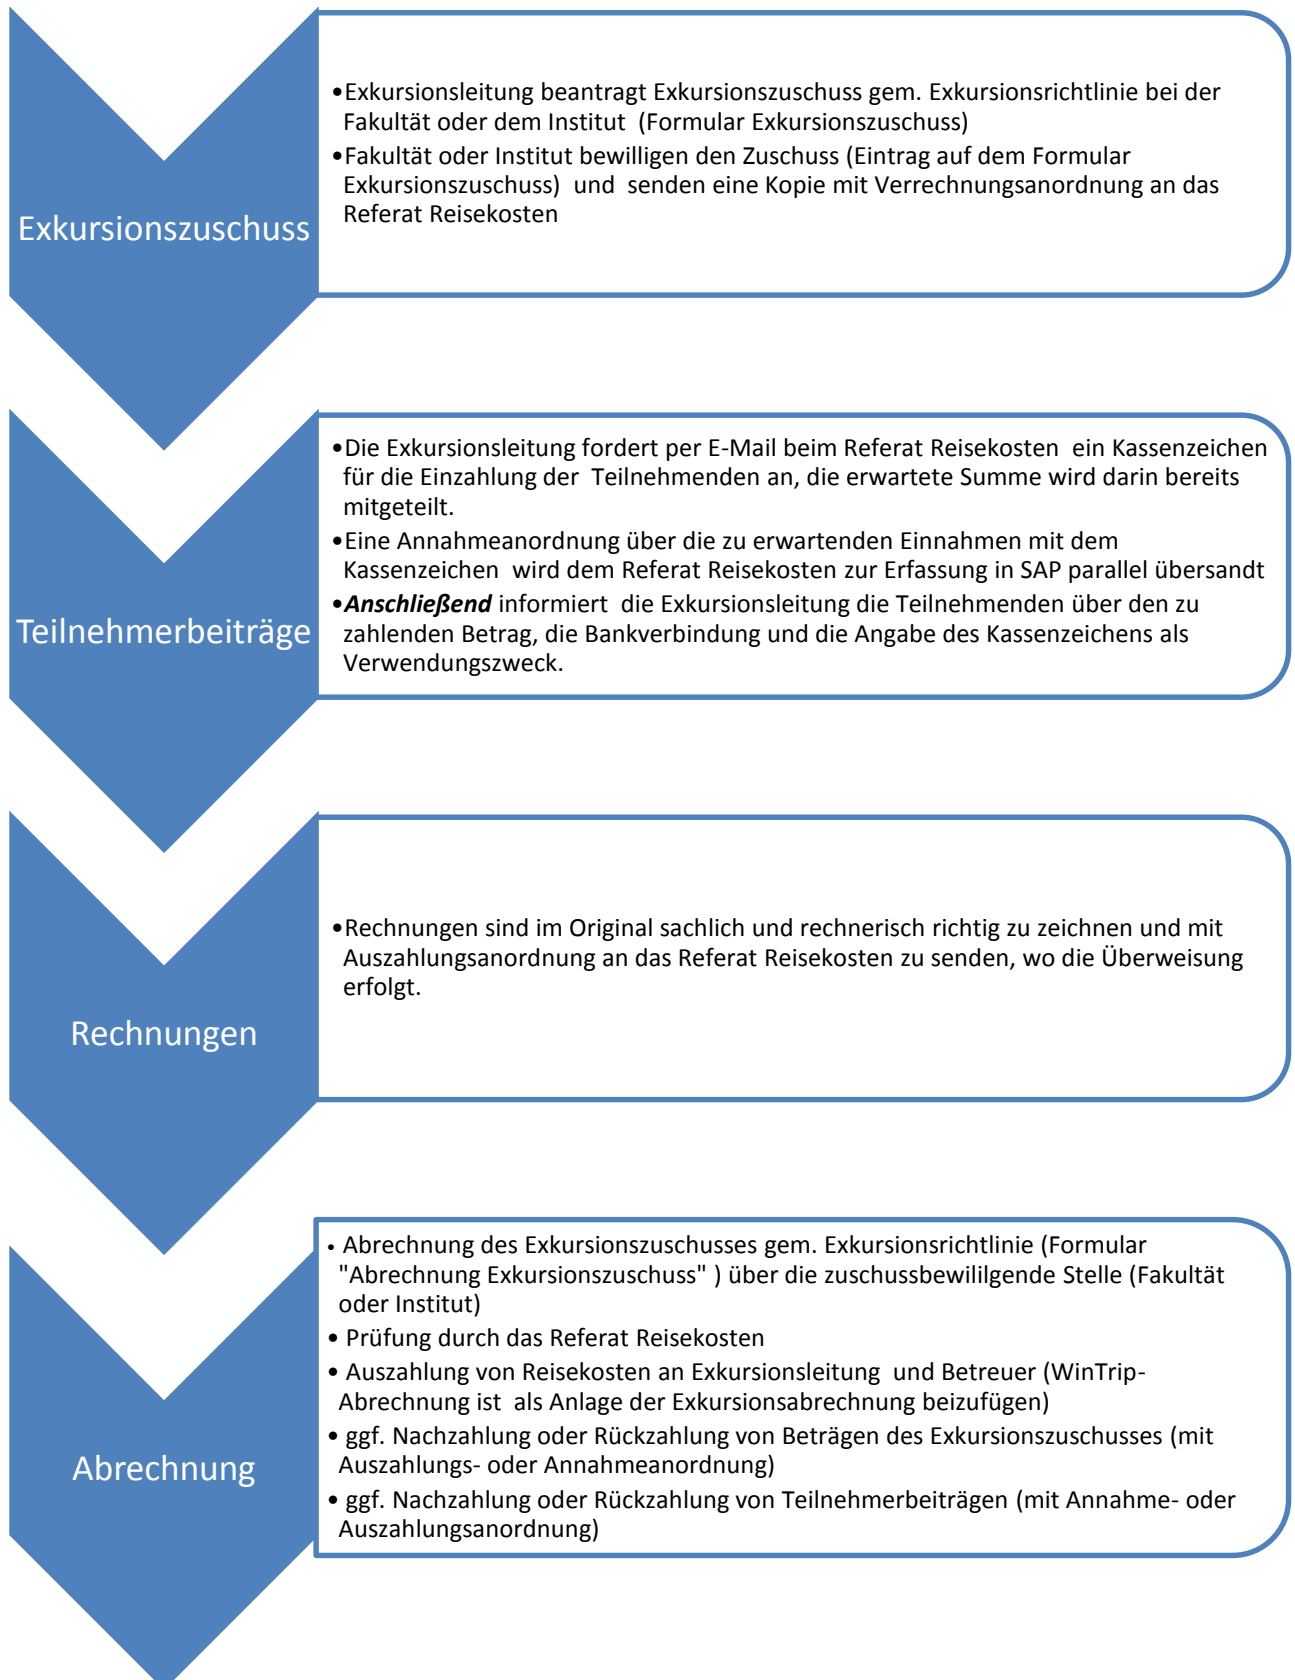 Exkursionszuschuss
•Exkursionsleitung beantragt Exkursionszuschuss gem. Exkursionsrichtlinie bei der
Fakultät oder dem Institut (Formular Exkursionszuschuss)
•Fakultät oder Institut bewilligen den Zuschuss (Eintrag auf dem Formular
Exkursionszuschuss) und senden eine Kopie mit Verrechnungsanordnung an das
Referat Reisekosten
Teilnehmerbeiträge
•Die Exkursionsleitung fordert per E-Mail beim Referat Reisekosten ein Kassenzeichen
für die Einzahlung der Teilnehmenden an, die erwartete Summe wird darin bereits
mitgeteilt.
•Eine Annahmeanordnung über die zu erwartenden Einnahmen mit dem
Kassenzeichen wird dem Referat Reisekosten zur Erfassung in SAP parallel übersandt
•Anschließend informiert die Exkursionsleitung die Teilnehmenden über den zu
zahlenden Betrag, die Bankverbindung und die Angabe des Kassenzeichens als
Verwendungszweck.
Rechnungen
•Rechnungen sind im Original sachlich und rechnerisch richtig zu zeichnen und mit
Auszahlungsanordnung an das Referat Reisekosten zu senden, wo die Überweisung
erfolgt.
Abrechnung
• Abrechnung des Exkursionszuschusses gem. Exkursionsrichtlinie (Formular
"Abrechnung Exkursionszuschuss" ) über die zuschussbewililgende Stelle (Fakultät
oder Institut)
• Prüfung durch das Referat Reisekosten
• Auszahlung von Reisekosten an Exkursionsleitung und Betreuer (WinTrip-
Abrechnung ist als Anlage der Exkursionsabrechnung beizufügen)
• ggf. Nachzahlung oder Rückzahlung von Beträgen des Exkursionszuschusses (mit
Auszahlungs- oder Annahmeanordnung)
• ggf. Nachzahlung oder Rückzahlung von Teilnehmerbeiträgen (mit Annahme- oder
Auszahlungsanordnung)